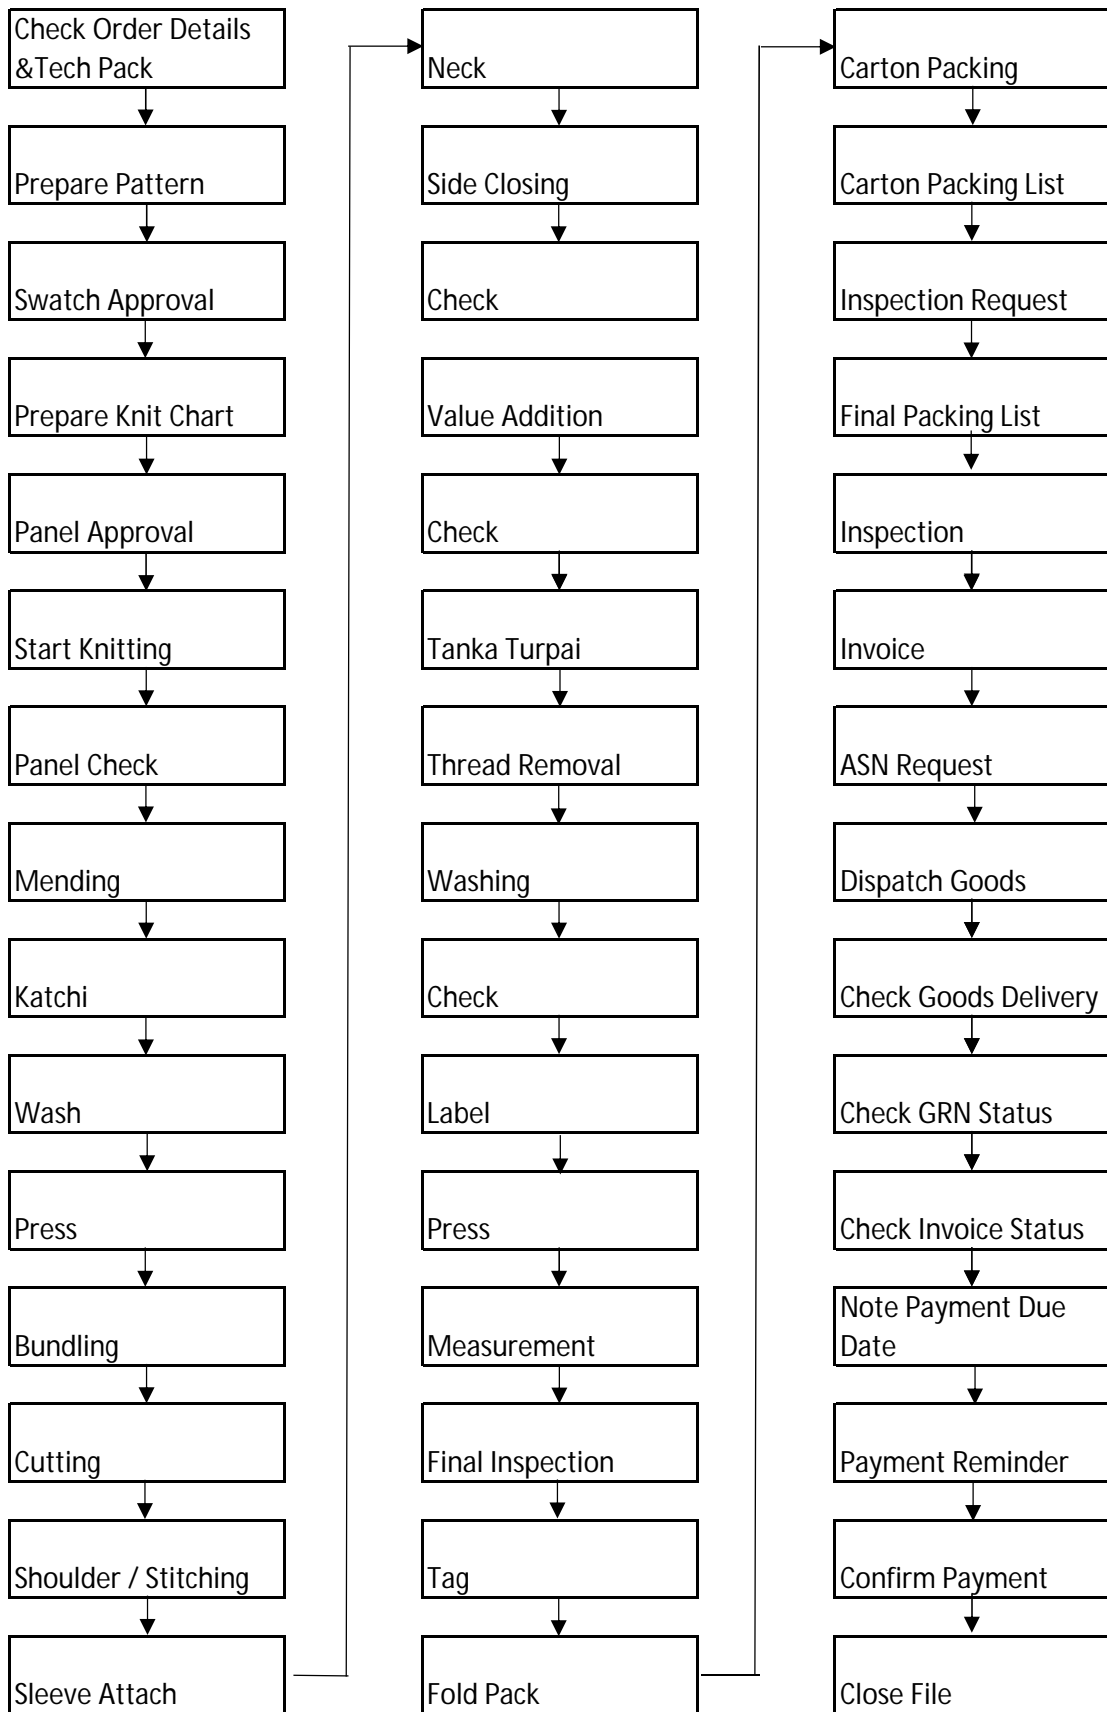 Check Order Details
&Tech Pack
Prepare Pattern
Swatch Approval
Prepare Knit Chart
Panel Approval
Start Knitting
Panel Check
Mending
Katchi
Wash
Press
Bundling
Cutting
Shoulder / Stitching
Sleeve Attach
Neck
Side Closing
Check
Value Addition
Check
Tanka Turpai
Thread Removal
Washing
Check
Label
Press
Measurement
Final Inspection
Tag
Fold Pack
Carton Packing
Carton Packing List
Inspection Request
Final Packing List
Inspection
Invoice
ASN Request
Dispatch Goods
Check Goods Delivery
Check GRN Status
Check Invoice Status
Note Payment Due
Date
Payment Reminder
Confirm Payment
Close File